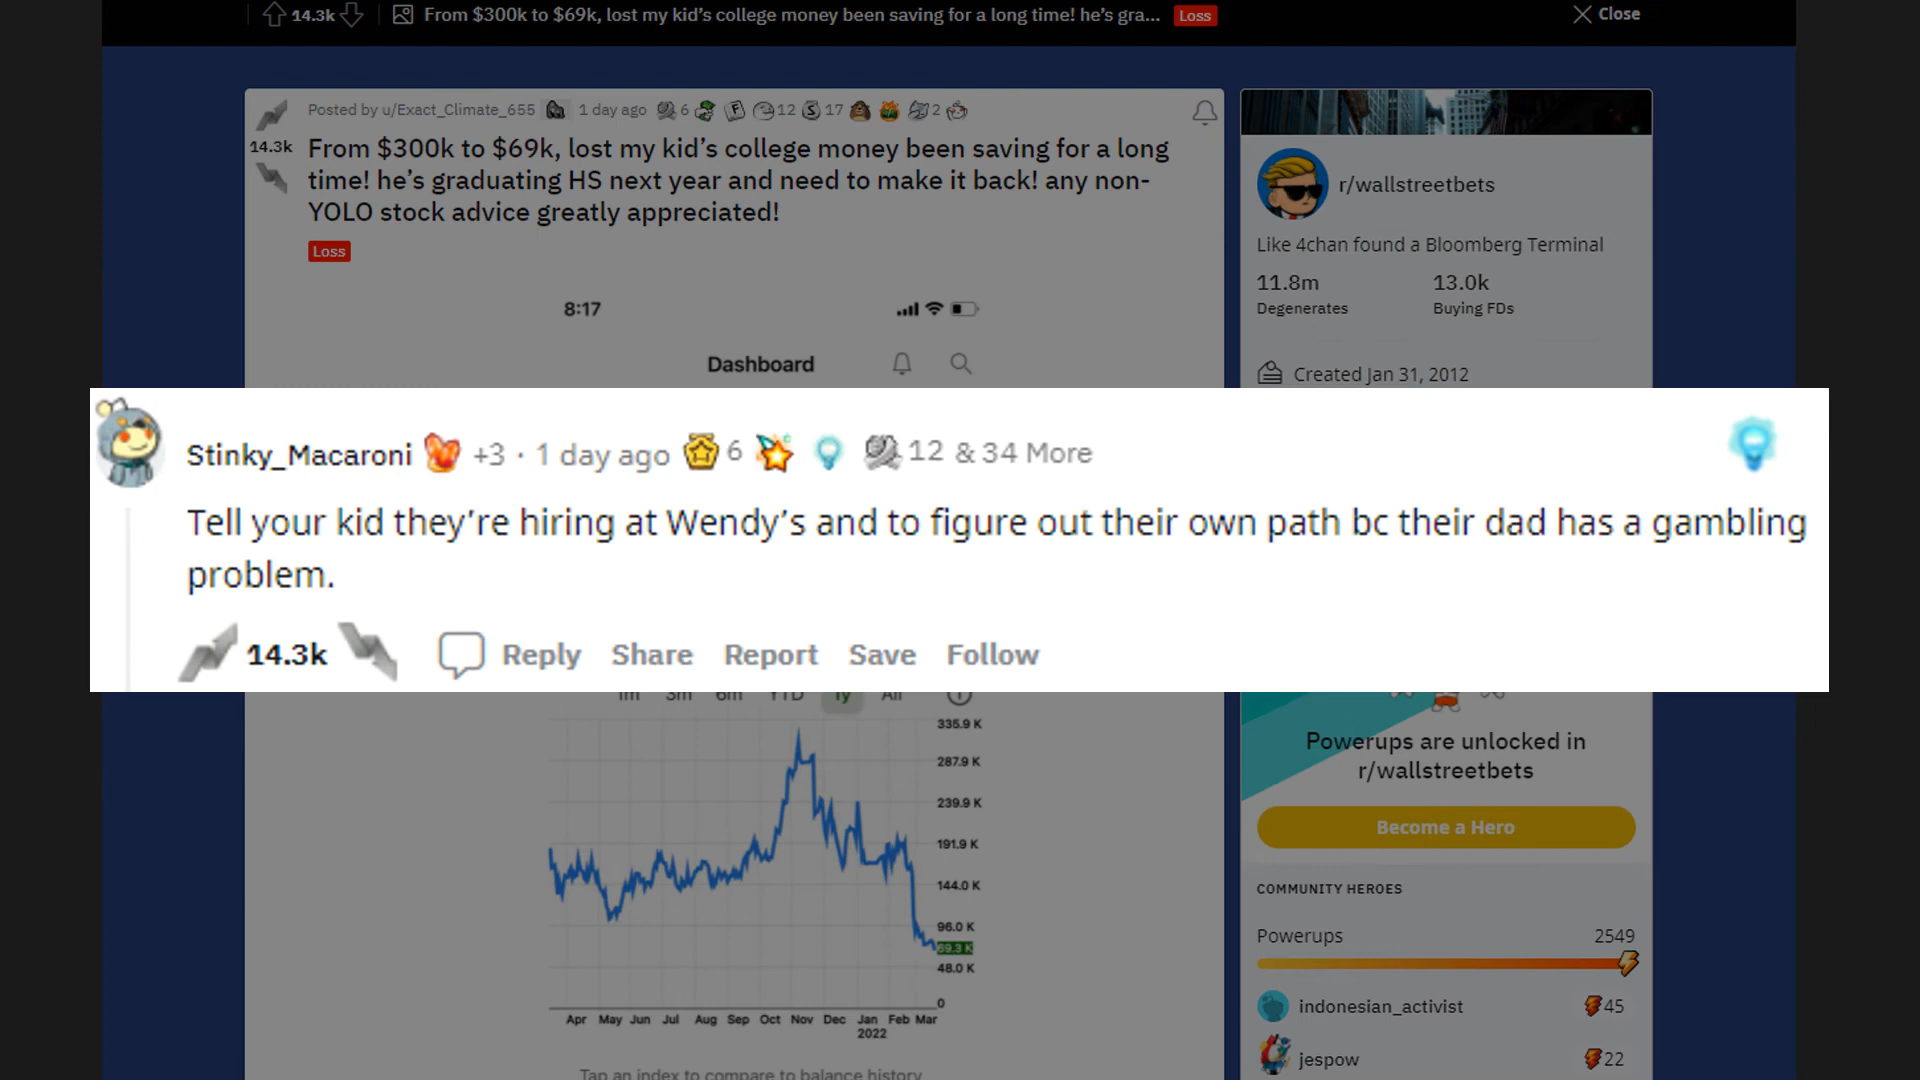 14.3k From $300k to $69k, lost my kid’s college money been saving for a long time! he’s gra... Loss
Close
Posted by u/Exact_Climate_655 1 day ago 6 12 17 2
14.3k
From $300k to $69k, lost my kid’s college money been saving for a long
time! he’s graduating HS next year and need to make it back! any non-
YOLO stock advice greatly appreciated!
Loss
8:17
Dashboard
r/wallstreetbets
Like 4chan found a Bloomberg Terminal
11.8m 13.0k
Degenerates Buying FDs
Created Jan 31, 2012
Stinky_Macaroni +3 · 1 day ago 6 12 & 34 More
Tell your kid they’re hiring at Wendy’s and to figure out their own path bc their dad has a gambling
problem.
14.3k Reply Share Report Save Follow
1m 3m 6m YTD 1y All
335.9 K
287.9 K
239.9 K
191.9 K
144.0 K
96.0 K
69.3 K
48.0 K
0
Apr May Jun Jul Aug Sep Oct Nov Dec Jan Feb Mar
2022
Tap an index to compare to balance history
Powerups are unlocked in
r/wallstreetbets
Become a Hero
COMMUNITY HEROES
Powerups 2549
indonesian_activist 45
jespow 22